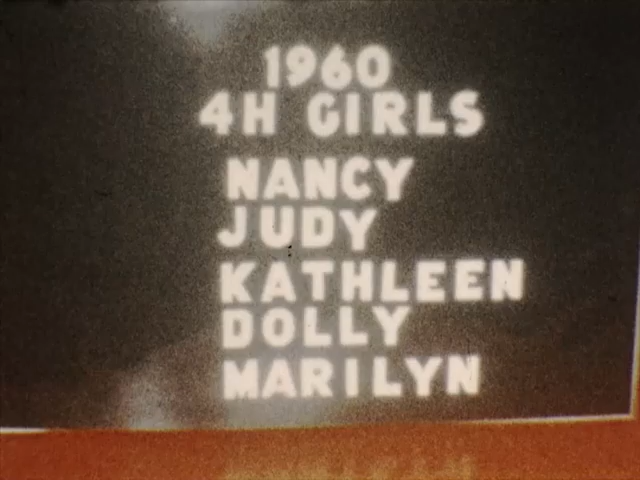 1960
4H GIRLS
NANCY
JUDY
KATHLEEN
DOLLY
MARILYN